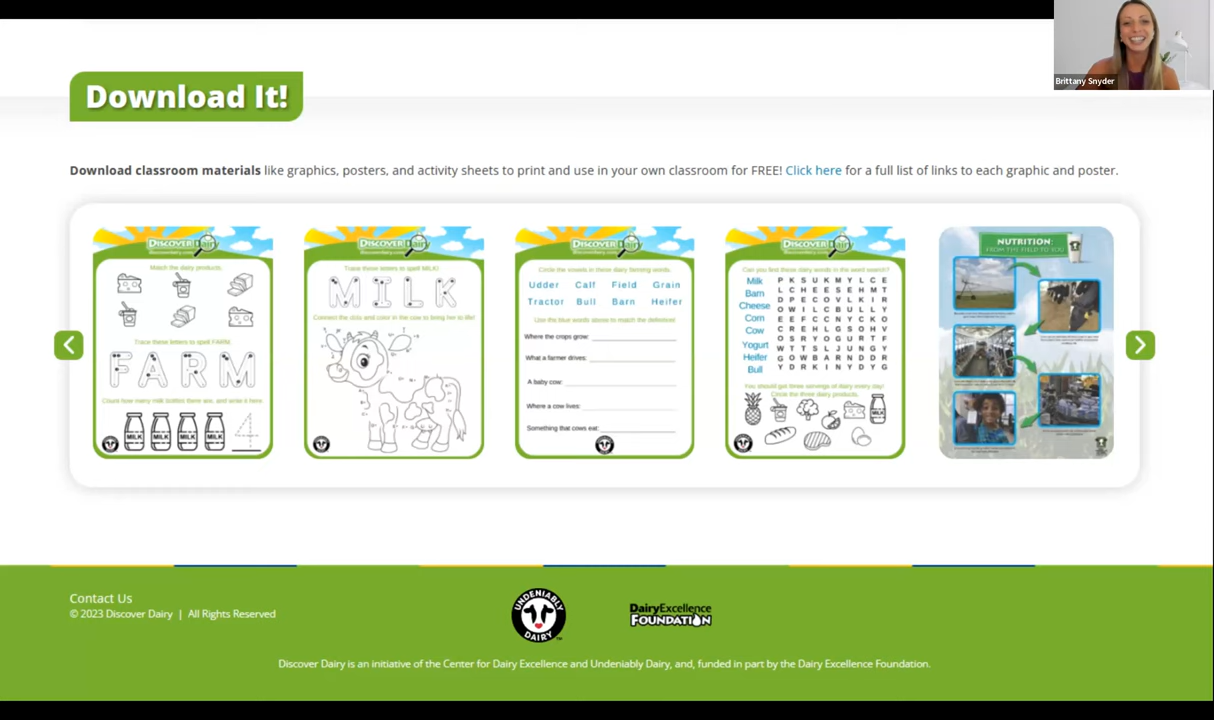 Brittany Snyder
Download It!
Download classroom materials like graphics, posters, and activity sheets to print and use in your own classroom for FREE! Click here for a full list of links to each graphic and poster.
DISCOVER Dairy
Match the dairy products.
Trace these letters to spell FARM.
FARM
Count how many milk bottles there are, and write it here.
MILK MILK MILK MILK
4
DISCOVER Dairy
Trace these letters to spell MILK!
MILK
Connect the dots and color in the cow to bring her to life!
DISCOVER Dairy
Circle the vowels in these dairy farming words.
Udder Calf Field Grain
Tractor Bull Barn Heifer
Use the blue words above to match the definition!
Where the crops grow:
What a farmer drives:
A baby cow:
Where a cow lives:
Something that cows eat:
DISCOVER Dairy
Can you find these dairy words in the word search?
Milk
Barn
Cheese
Corn
Cow
Yogurt
Heifer
Bull
P K S U K M Y L C E
L C H E E S E H M T
D P E C O V L K I R
O W I L C B U L L Y
E E F C C N Y C K O
C R E H L G S O H V
O S R Y O G U R T F
W T T S L J U N G Y
G O W B A R N D D R
Y D R K I N Y D Y G
You should get three servings of dairy every day!
Circle the three dairy products.
MILK
NUTRITION:
FROM THE FIELD TO YOU
Contact Us
© 2023 Discover Dairy | All Rights Reserved
UNDENIABLY
DAIRY
TM
DairyExcellence
FOUNDATION
Discover Dairy is an initiative of the Center for Dairy Excellence and Undeniably Dairy, and, funded in part by the Dairy Excellence Foundation.